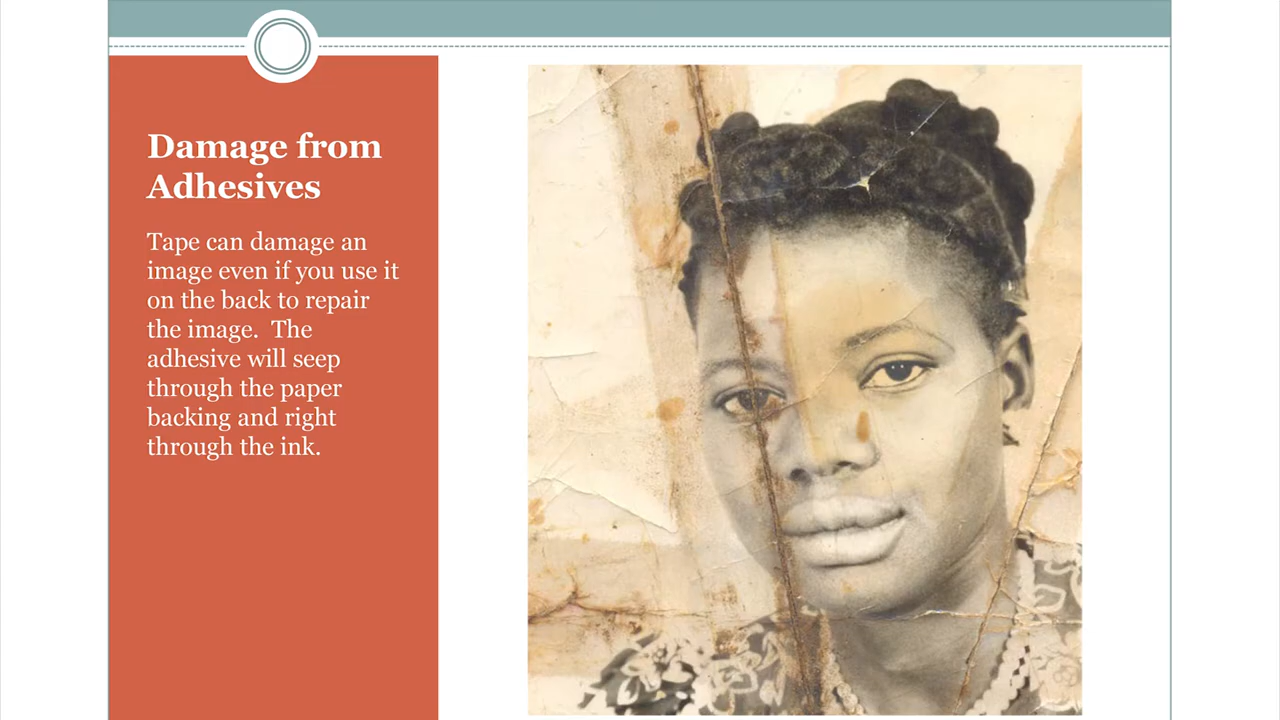 Damage from
Adhesives
Tape can damage an
image even if you use it
on the back to repair
the image.  The
adhesive will seep
through the paper
backing and right
through the ink.